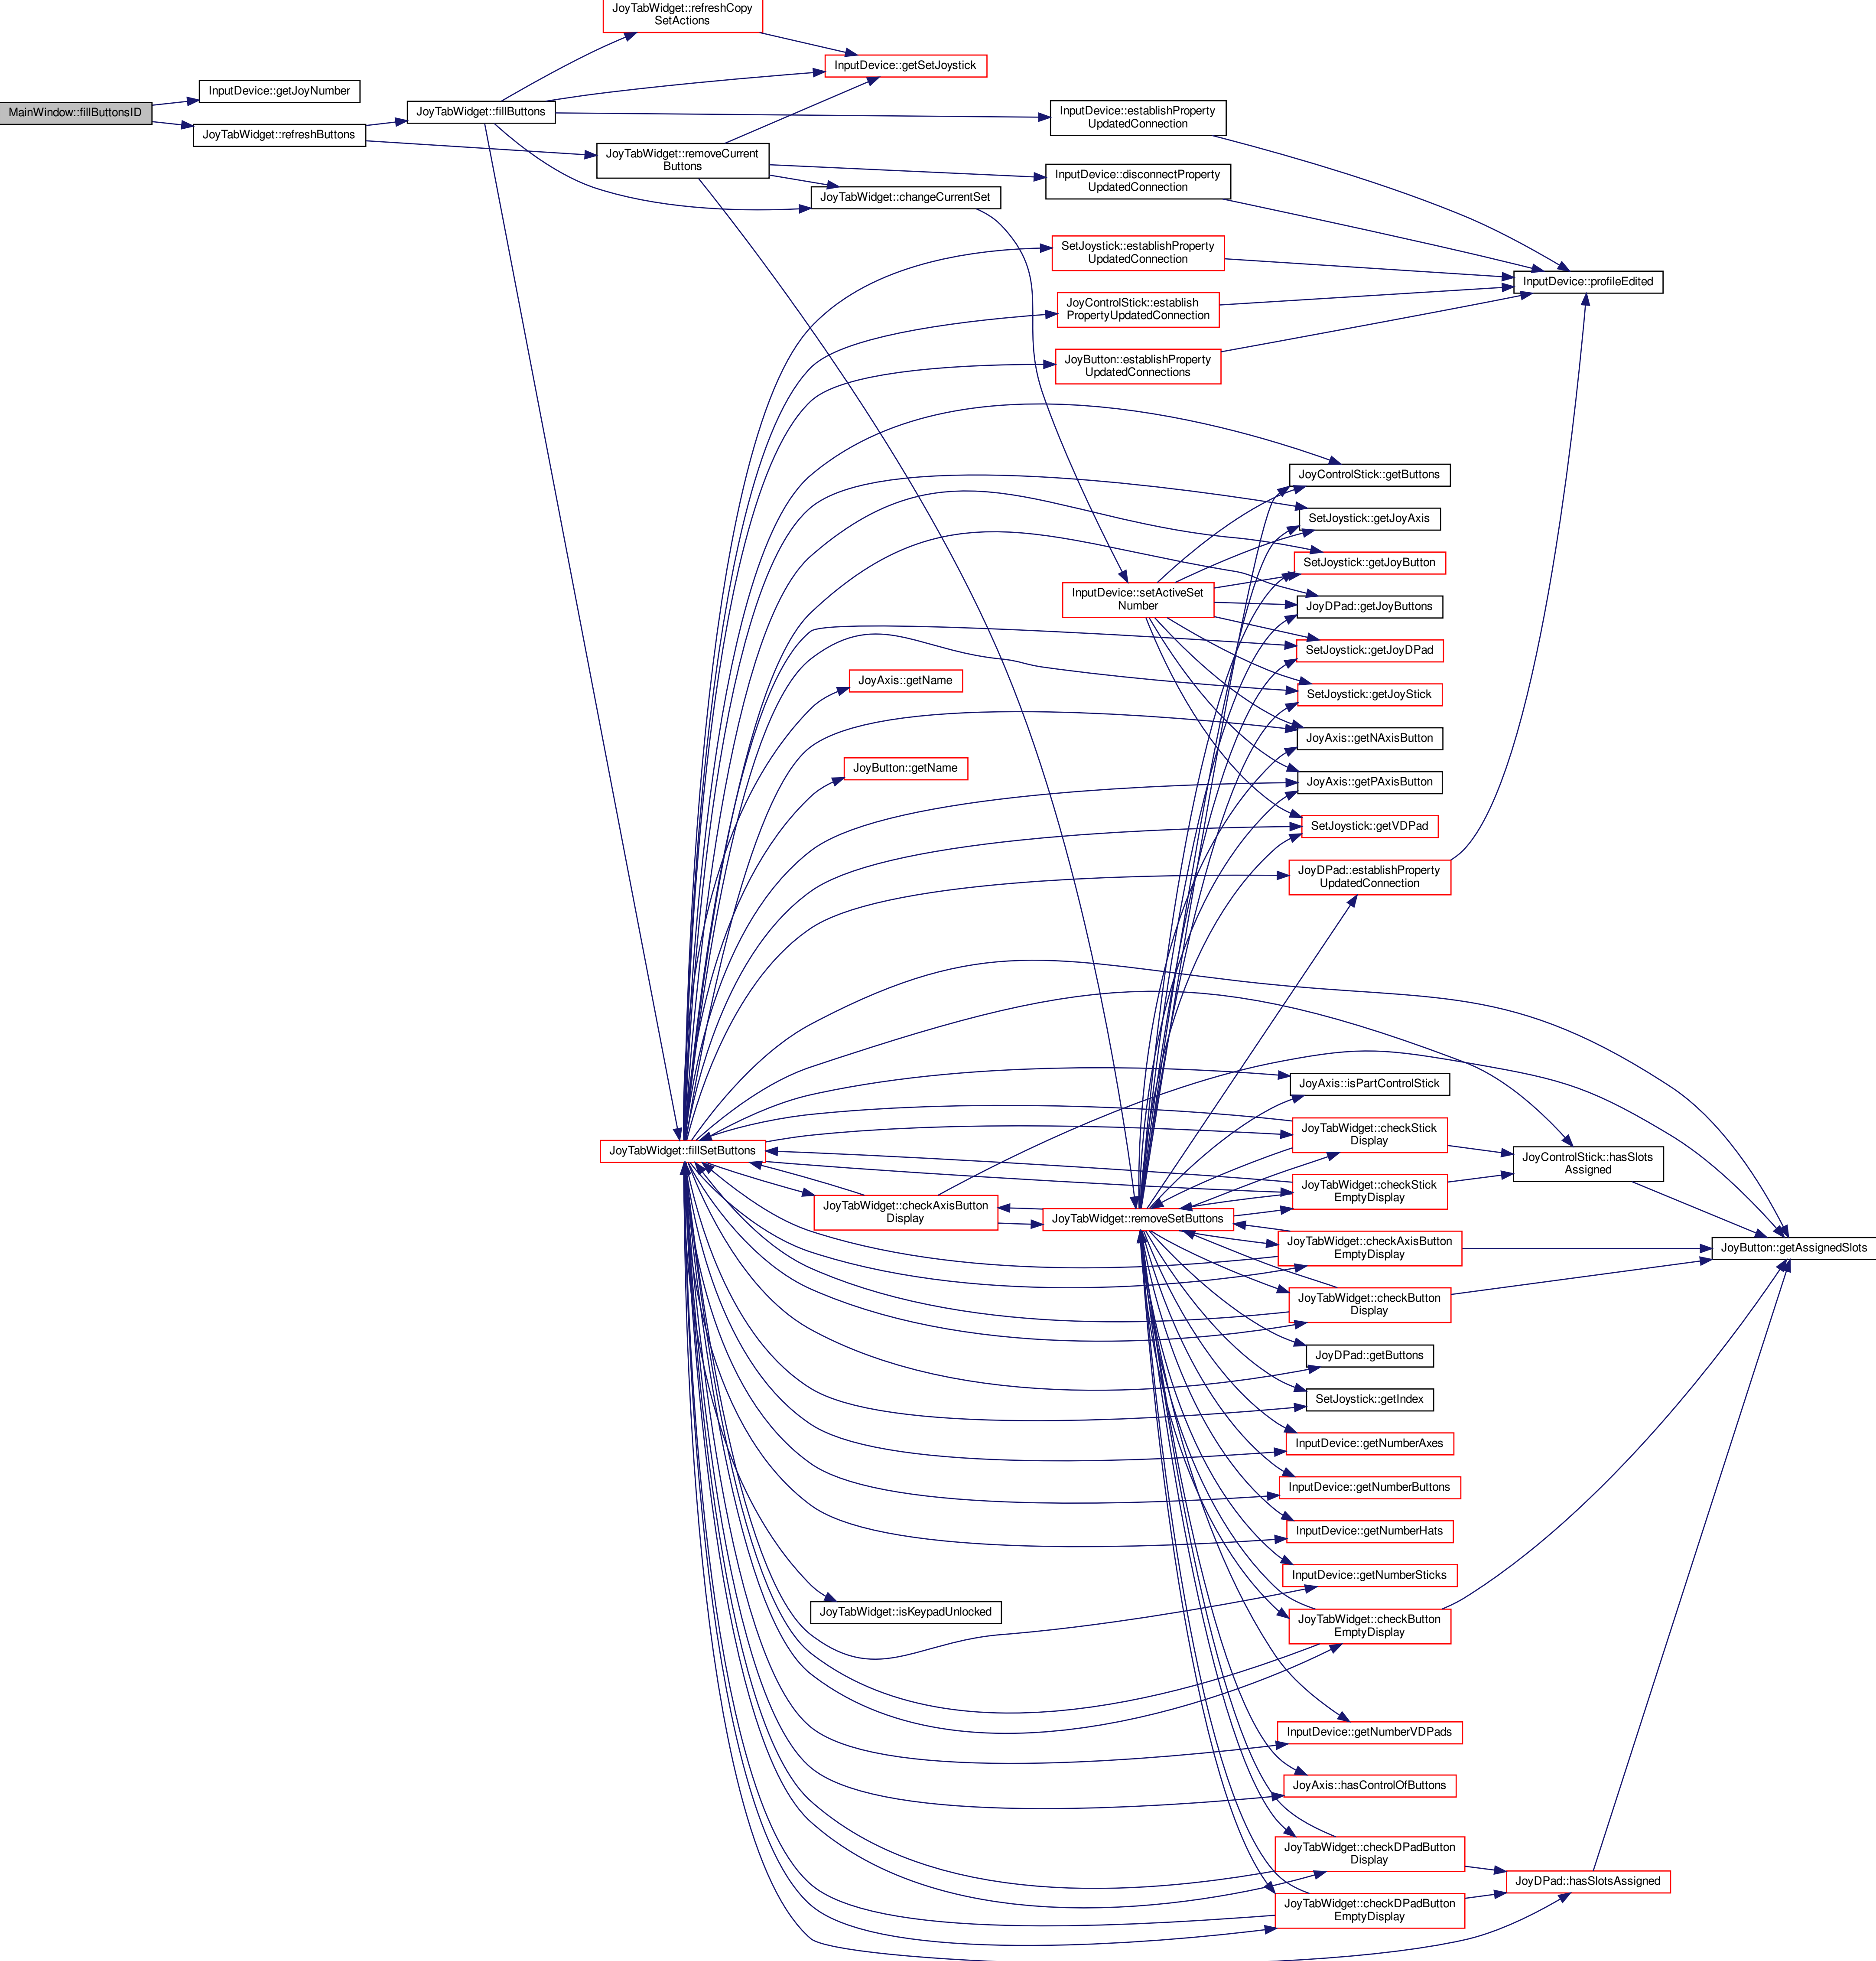 JoyTabWidget::refreshCopy
SetActions
InputDevice::getSetJoystick
InputDevice::getJoyNumber
MainWindow::fillButtonsID
JoyTabWidget::fillButtons
JoyTabWidget::refreshButtons
InputDevice::establishProperty
UpdatedConnection
JoyTabWidget::removeCurrent
Buttons
InputDevice::disconnectProperty
UpdatedConnection
JoyTabWidget::changeCurrentSet
SetJoystick::establishProperty
UpdatedConnection
InputDevice::profileEdited
JoyControlStick::establish
PropertyUpdatedConnection
JoyButton::establishProperty
UpdatedConnections
JoyControlStick::getButtons
SetJoystick::getJoyAxis
SetJoystick::getJoyButton
InputDevice::setActiveSet
Number
JoyDPad::getJoyButtons
SetJoystick::getJoyDPad
JoyAxis::getName
SetJoystick::getJoyStick
JoyAxis::getNAxisButton
JoyButton::getName
JoyAxis::getPAxisButton
SetJoystick::getVDPad
JoyDPad::establishProperty
UpdatedConnection
JoyAxis::isPartControlStick
JoyTabWidget::checkStick
Display
JoyTabWidget::fillSetButtons
JoyControlStick::hasSlots
Assigned
JoyTabWidget::checkStick
EmptyDisplay
JoyTabWidget::checkAxisButton
Display
JoyTabWidget::removeSetButtons
JoyTabWidget::checkAxisButton
EmptyDisplay
JoyButton::getAssignedSlots
JoyTabWidget::checkButton
Display
JoyDPad::getButtons
SetJoystick::getIndex
InputDevice::getNumberAxes
InputDevice::getNumberButtons
InputDevice::getNumberHats
InputDevice::getNumberSticks
JoyTabWidget::isKeypadUnlocked
JoyTabWidget::checkButton
EmptyDisplay
InputDevice::getNumberVDPads
JoyAxis::hasControlOfButtons
JoyTabWidget::checkDPadButton
Display
JoyDPad::hasSlotsAssigned
JoyTabWidget::checkDPadButton
EmptyDisplay